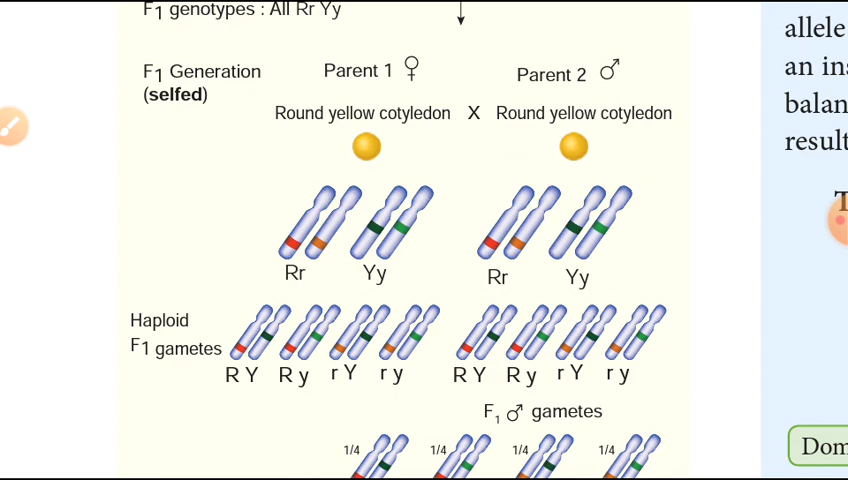 F1 genotypes : All Rr Yy
F1 Generation
(selfed)
Parent 1 ♀
Parent 2 ♂
Round yellow cotyledon X Round yellow cotyledon
Rr Yy Rr Yy
Haploid
F1 gametes
R Y R y r Y r y R Y R y r Y r y
F1 ♂ gametes
1/4 1/4 1/4 1/4
allele
an ins
balan
result
T
Dom